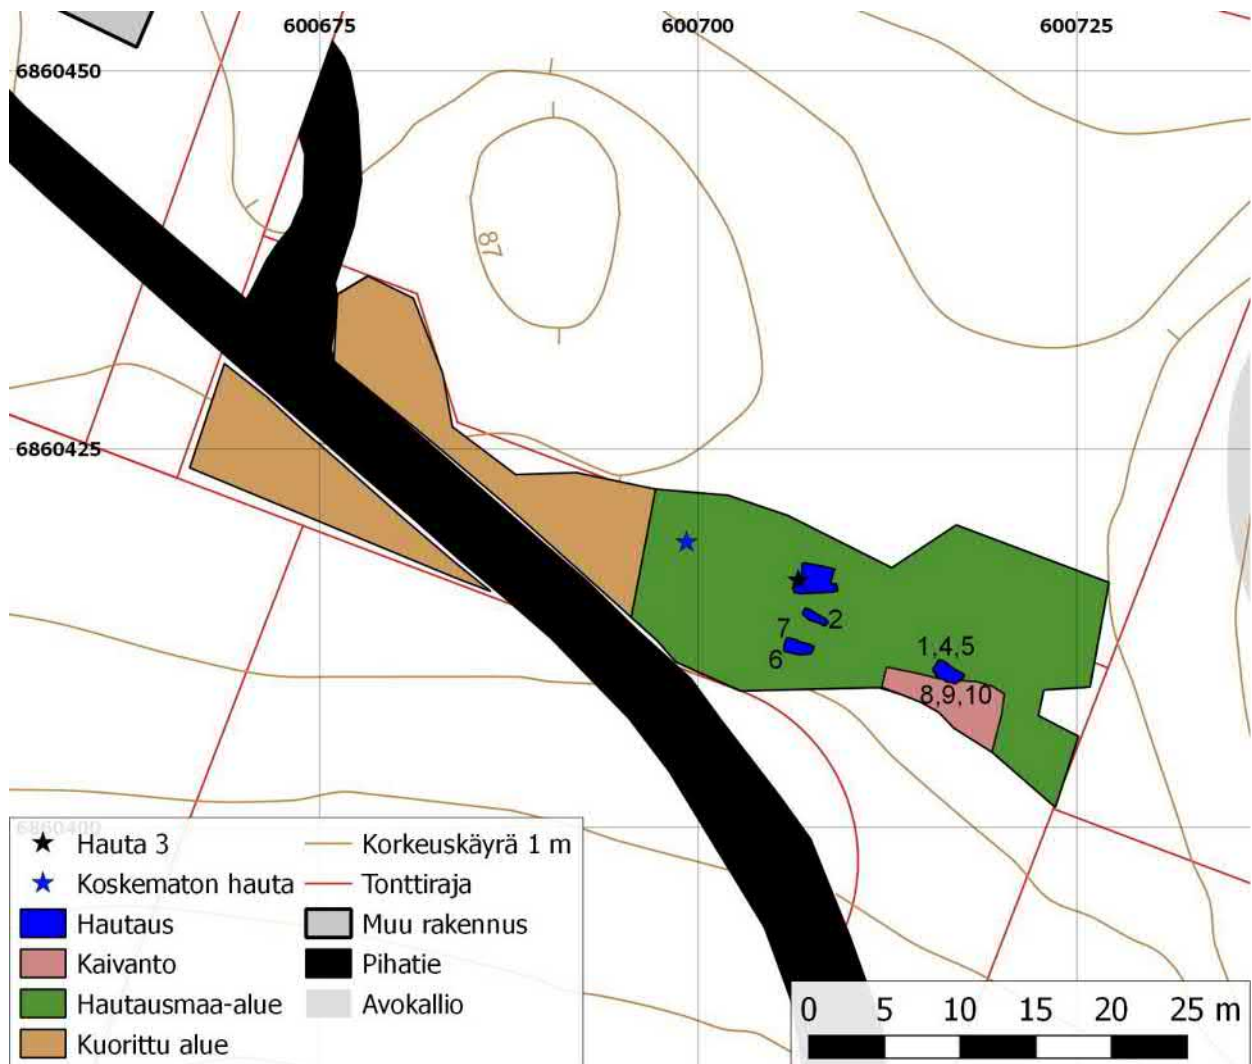 600675 600700 600725
6860450
87
6860425
2
7
6
1,4,5
8,9,10
6860400
Hauta 3
Koskematon hauta
Hautaus
Kaivanto
Hautausmaa-alue
Kuorittu alue
Korkeuskäyrä 1 m
Tonttiraja
Muu rakennus
Pihatie
Avokallio
0 5 10 15 20 25 m